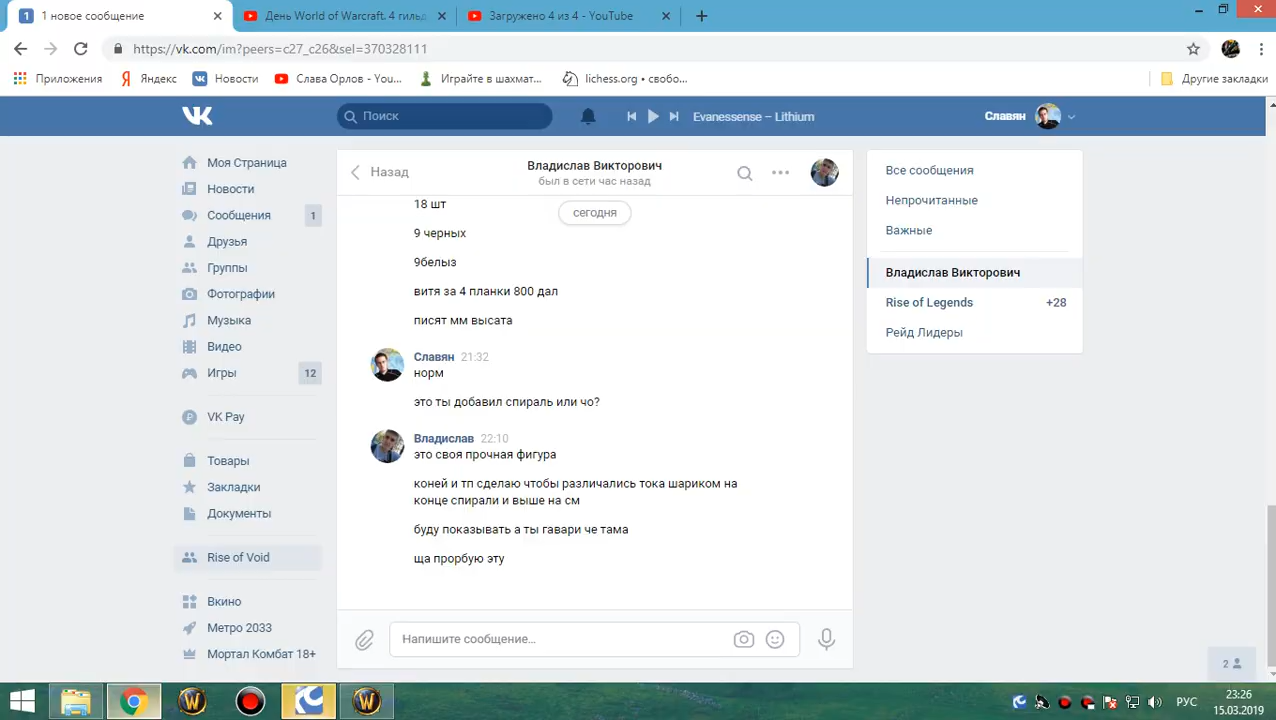 1 новое сообщение
День World of Warcraft. 4 гильд
Загружено 4 из 4 - YouTube
https://vk.com/im?peers=c27_c26&sel=370328111
Приложения
Яндекс
Новости
Слава Орлов - You...
Играйте в шахмат...
lichess.org • свобо...
Другие закладки
Поиск
Evanessense – Lithium
Славян
Моя Страница
Новости
Сообщения 1
Друзья
Группы
Фотографии
Музыка
Видео
Игры 12
VK Pay
Товары
Закладки
Документы
Rise of Void
Вкино
Метро 2033
Мортал Комбат 18+
Назад
Владислав Викторович
был в сети час назад
18 шт
сегодня
9 черных
9белыз
витя за 4 планки 800 дал
писят мм высата
Славян 21:32
норм
это ты добавил спираль или чо?
Владислав 22:10
это своя прочная фигура
коней и тп сделаю чтобы различались тока шариком на
конце спирали и выше на см
буду показывать а ты гавари че тама
ща прорбую эту
Напишите сообщение...
Все сообщения
Непрочитанные
Важные
Владислав Викторович
Rise of Legends +28
Рейд Лидеры
2
РУС
23:26
15.03.2019